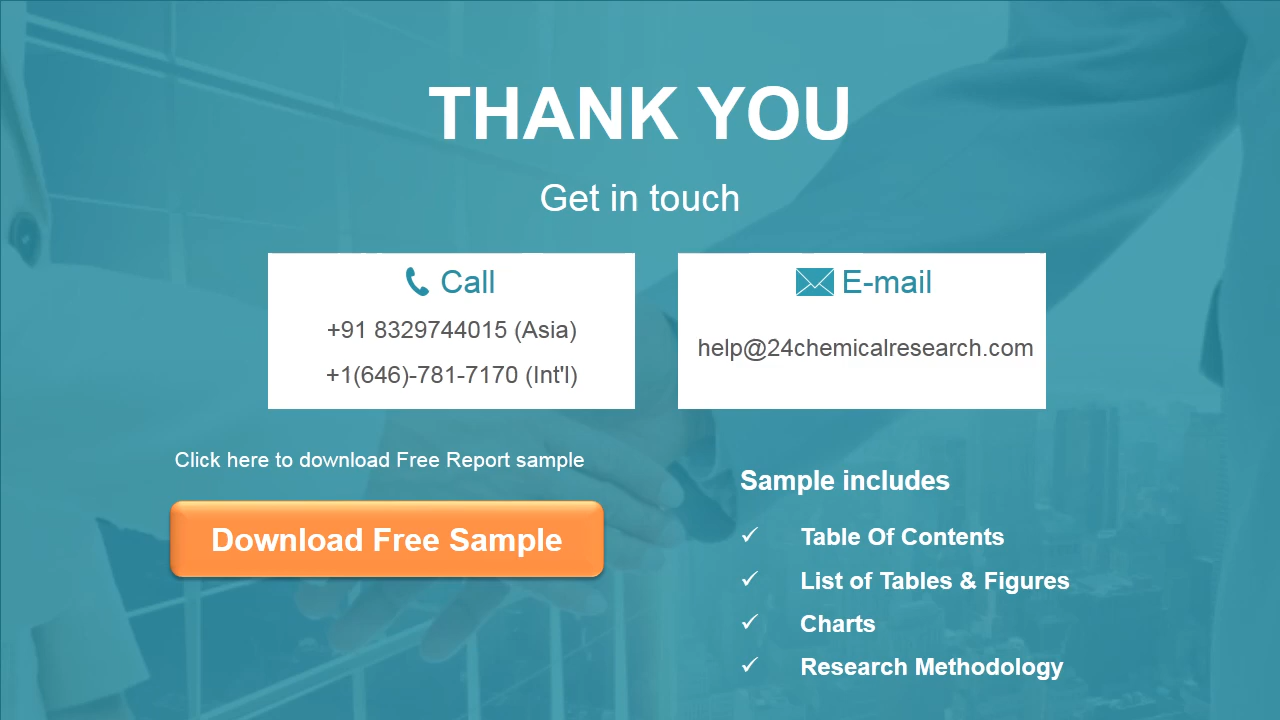 THANK YOU
Get in touch
Call
+91 8329744015 (Asia)
+1(646)-781-7170 (Int'l)
E-mail
help@24chemicalresearch.com
Click here to download Free Report sample
Download Free Sample
Sample includes
Table Of Contents
List of Tables & Figures
Charts
Research Methodology